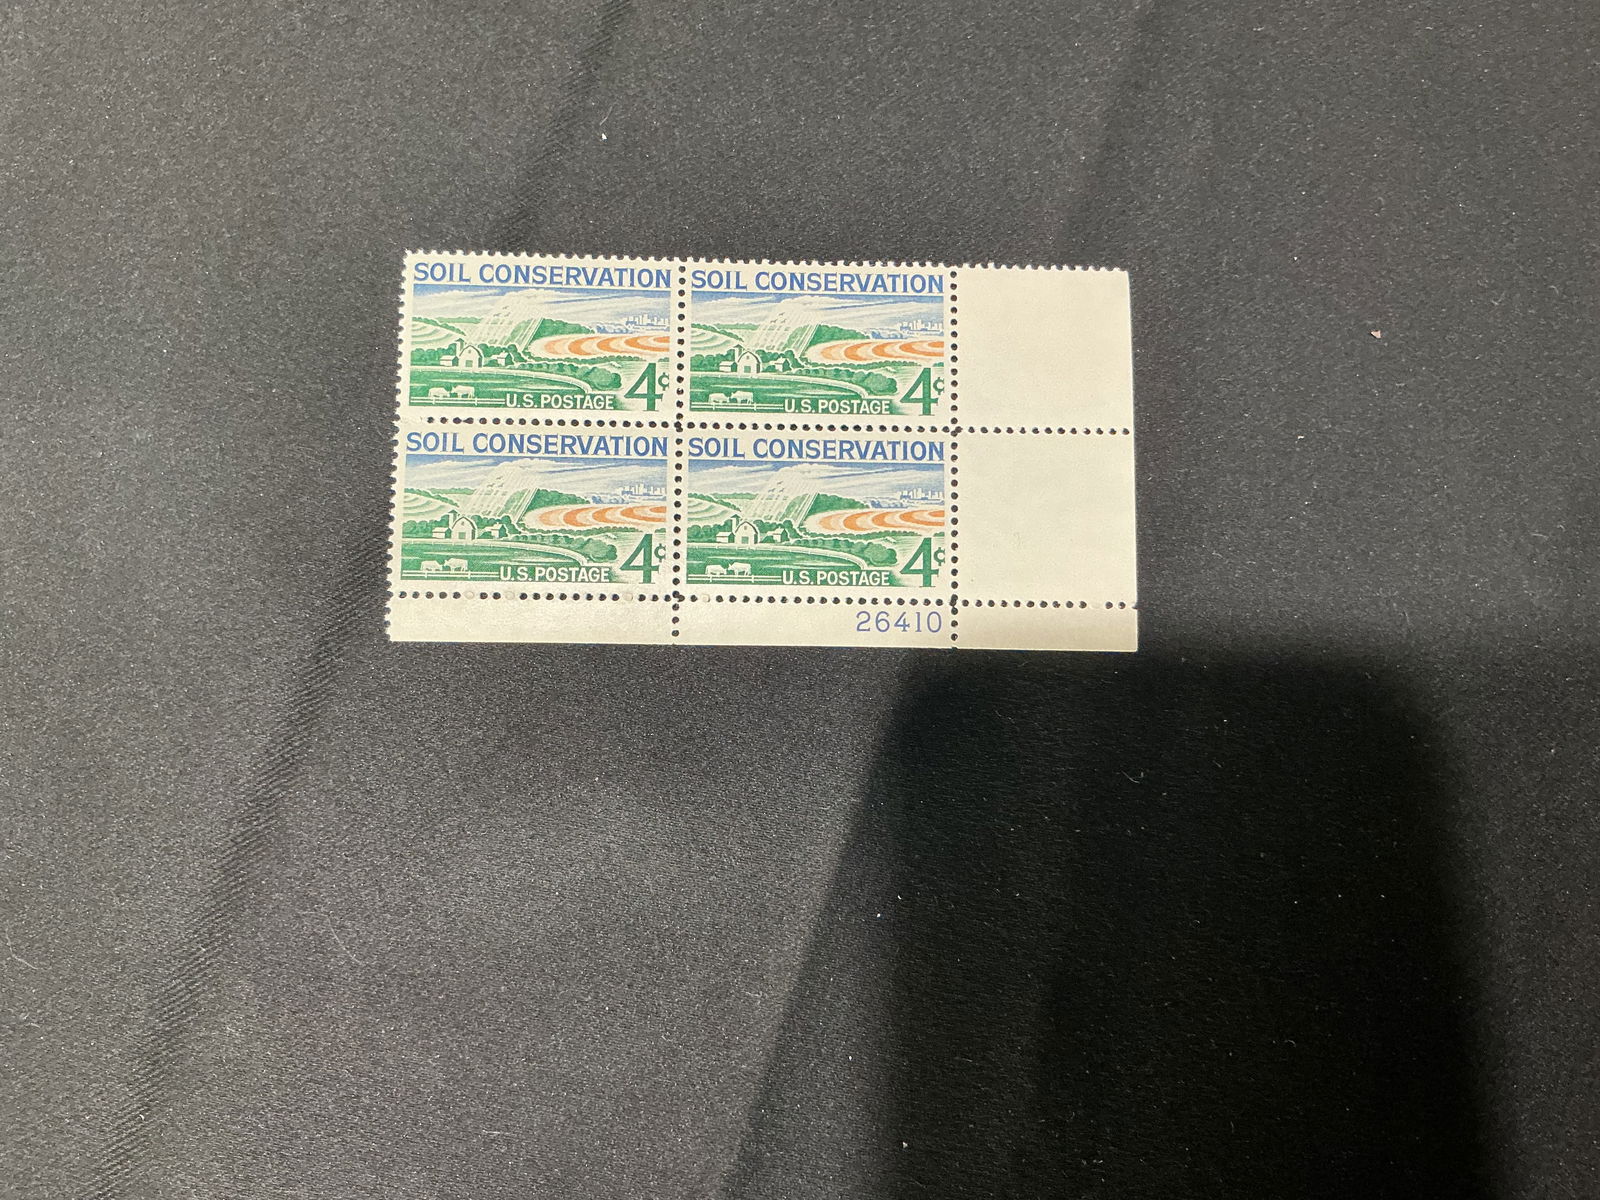 SOIL CONSERVATION
4¢
U.S. POSTAGE
SOIL CONSERVATION
4¢
U.S. POSTAGE
SOIL CONSERVATION
4¢
U.S. POSTAGE
SOIL CONSERVATION
4¢
U.S. POSTAGE
26410